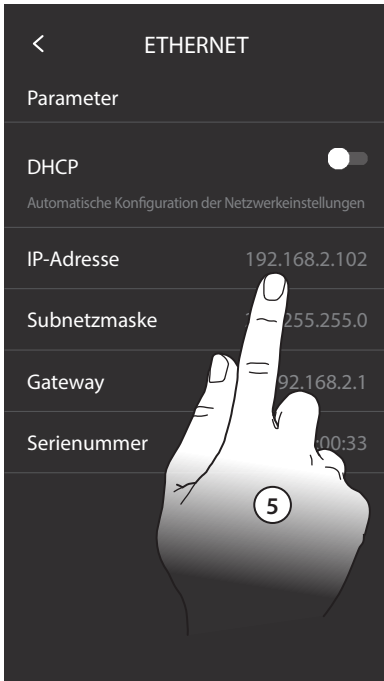 ETHERNET
Parameter
DHCP
Automatische Konfiguration der Netzwerkeinstellungen
IP-Adresse 192.168.2.102
Subnetzmaske 255.255.0
Gateway 92.168.2.1
Serienummer :00:33
5